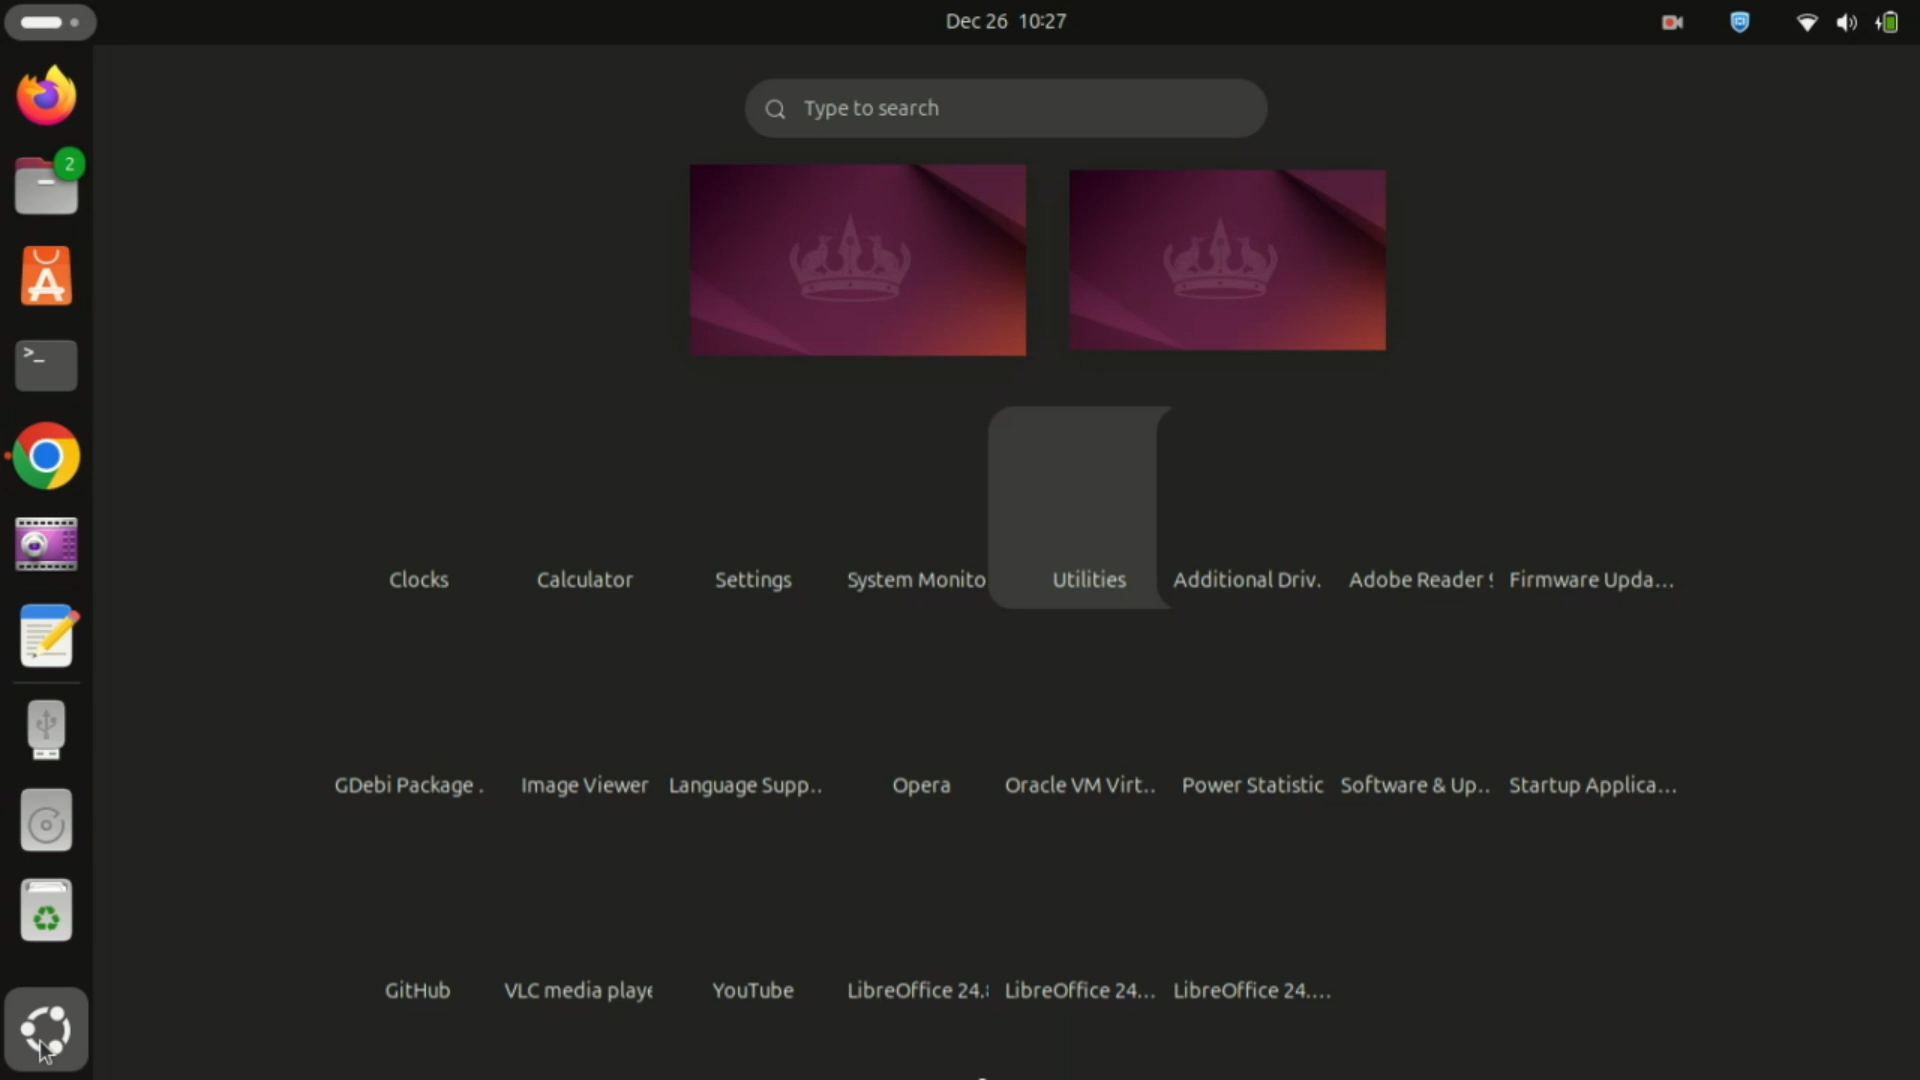 Dec 26 10:27
2
Type to search
>_
Clocks Calculator Settings System Monito Utilities Additional Driv. Adobe Reader 9 Firmware Upda...
GDebi Package . Image Viewer Language Supp.. Opera Oracle VM Virt.. Power Statistic Software & Up.. Startup Applica...
GitHub VLC media playe YouTube LibreOffice 24.8 LibreOffice 24... LibreOffice 24....